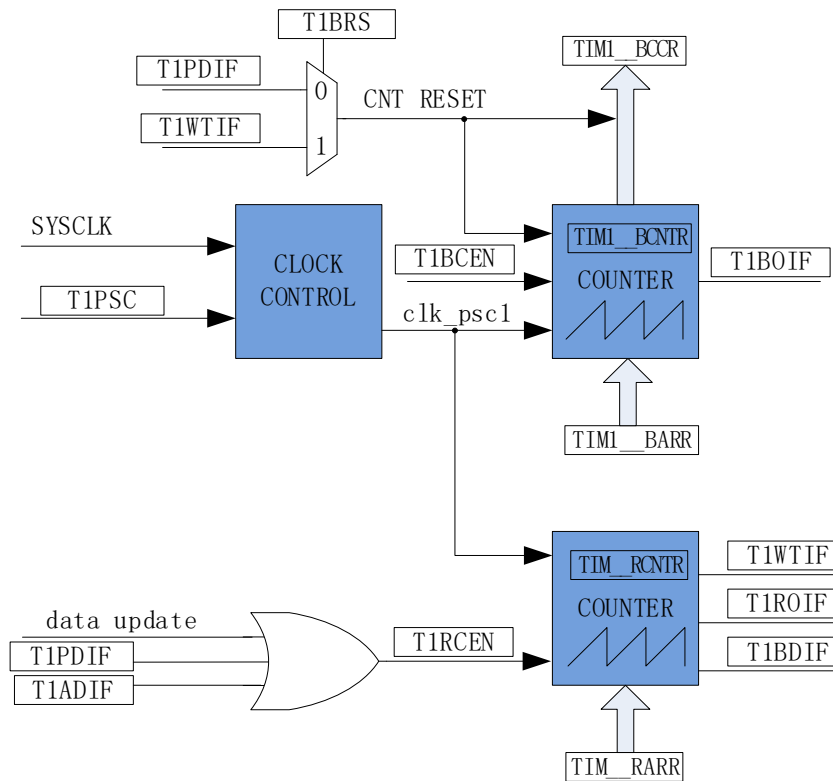 T1BRS
T1PDIF
0
T1WTIF
1
CNT RESET
TIM1__BCCR
SYSCLK
T1PSC
CLOCK
CONTROL
T1BCEN
clk_psc1
TIM1__BCNTR
COUNTER
T1BOIF
TIM1__BARR
TIM__RCNTR
COUNTER
T1WTIF
T1ROIF
T1BDIF
data update
T1PDIF
T1ADIF
T1RCEN
TIM__RARR